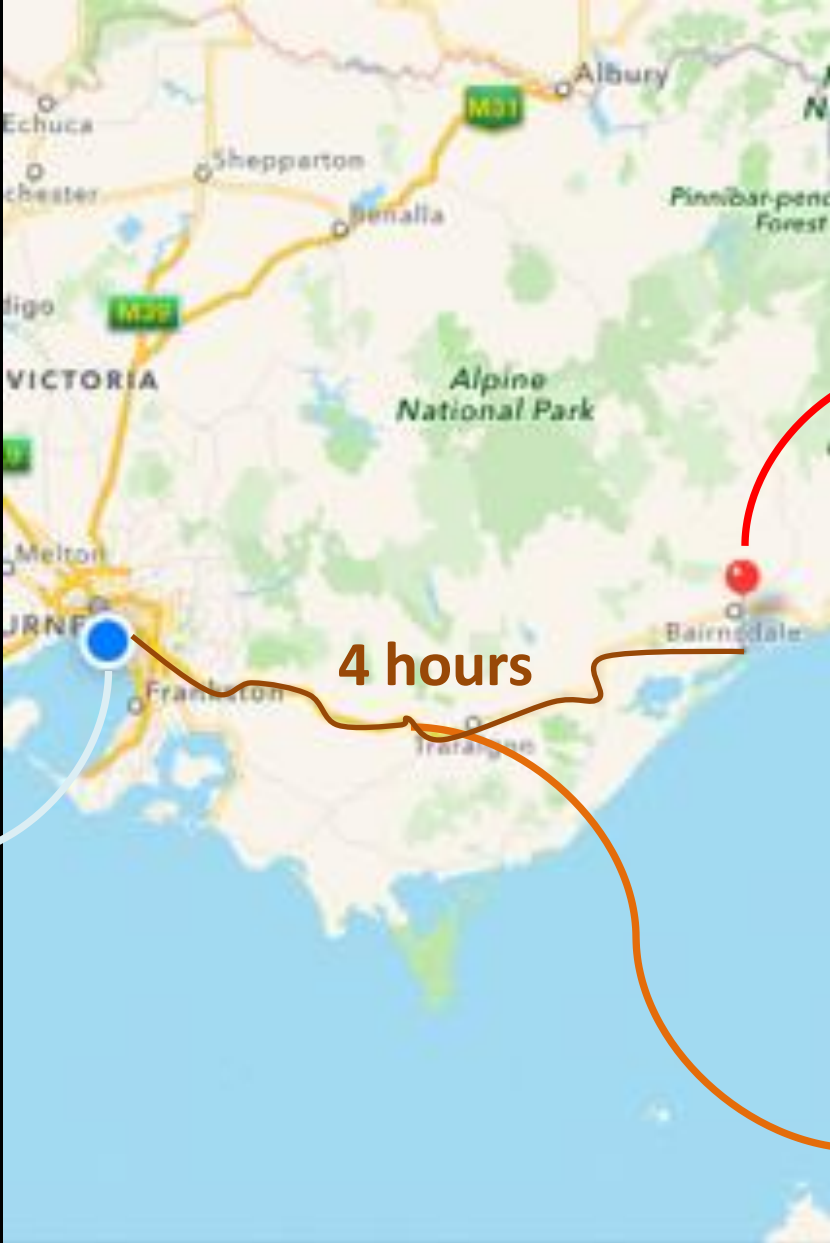 Albury
M31
Echuca
Shepparton
chester
Benalla
Pinnibar-pend
Forest
N
digo
M39
VICTORIA
Alpine
National Park
Melton
URNE
Bairnsdale
4 hours
Frankston
Traralgon